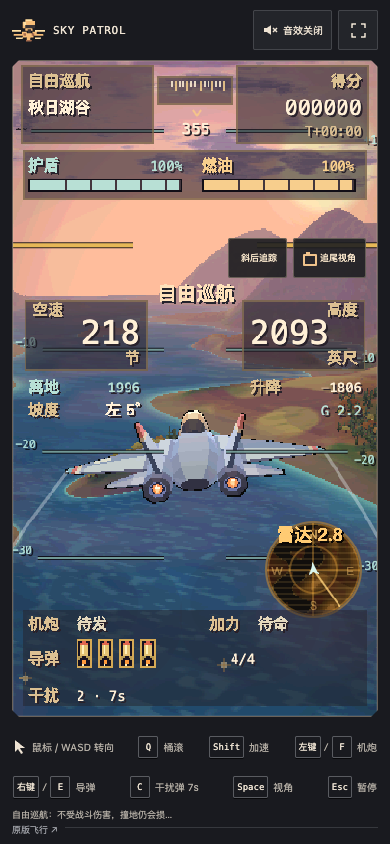 SKY PATROL 音效关闭
自由巡航 得分
秋日湖谷 000000
355 T+00:00
护盾 100% 燃油 100%
斜后追踪 追尾视角
自由巡航
空速 高度
218 2093
节 英尺
-10 -10
离地 1996 升降 -1806
坡度 左 5° G 2.2
-20 -20
雷达 2.8
-30 -30
W E
S
机炮 待发 加力 待命
导弹 4/4
干扰 2 · 7s
鼠标 / WASD 转向 Q 桶滚 Shift 加速 左键 / F 机炮
右键 / E 导弹 C 干扰弹 7s Space 视角 Esc 暂停
自由巡航：不受战斗伤害，撞地仍会损...
原版飞行 ↗